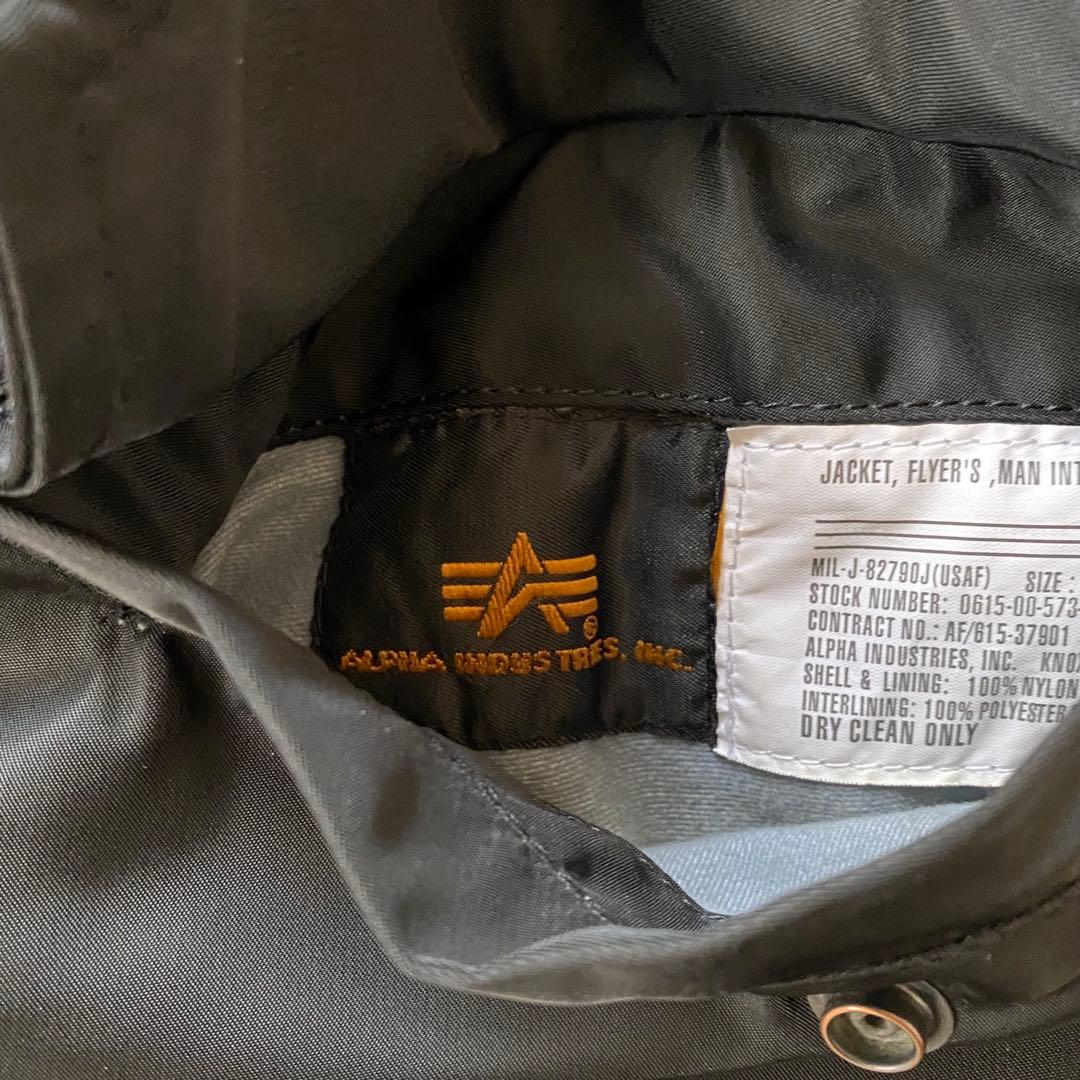 ALPHA INDUSTRIES, INC.
®
JACKET, FLYER'S ,MAN INT
MIL-J-82790J(USAF) SIZE :
STOCK NUMBER: 0615-00-573-
CONTRACT NO.: AF/615-37901
ALPHA INDUSTRIES, INC. KNOX
SHELL & LINING: 100% NYLON
INTERLINING: 100% POLYESTER
DRY CLEAN ONLY